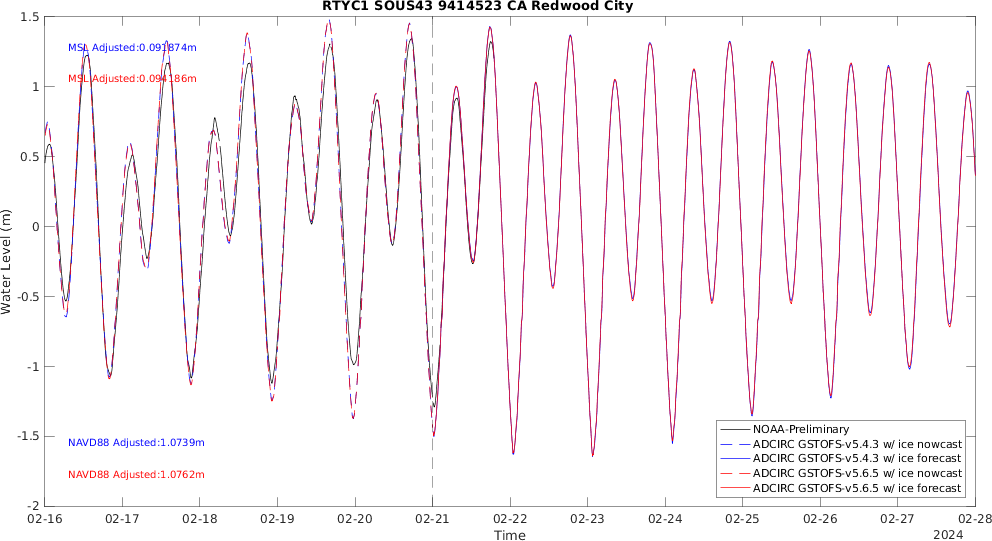 RTYC1 SOUS43 9414523 CA Redwood City
1.5
1
0.5
0
-0.5
-1
-1.5
-2
Water Level (m)
MSL Adjusted:0.091874m
MSL Adjusted:0.094186m
NAVD88 Adjusted:1.0739m
NAVD88 Adjusted:1.0762m
NOAA-Preliminary
ADCIRC GSTOFS-v5.4.3 w/ ice nowcast
ADCIRC GSTOFS-v5.4.3 w/ ice forecast
ADCIRC GSTOFS-v5.6.5 w/ ice nowcast
ADCIRC GSTOFS-v5.6.5 w/ ice forecast
02-16 02-17 02-18 02-19 02-20 02-21 02-22 02-23 02-24 02-25 02-26 02-27 02-28
Time
2024